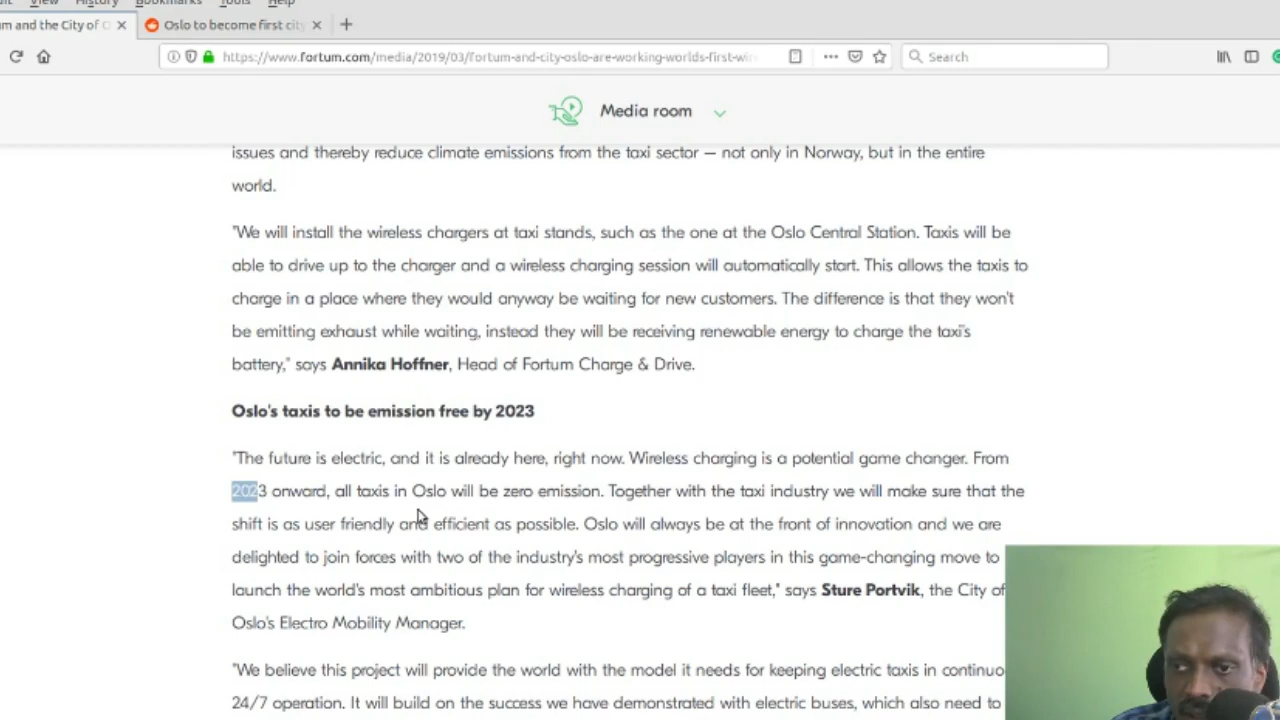 View History Bookmarks Tools Help
m and the City of O
Oslo to become first city
https://www.fortum.com/media/2019/03/fortum-and-city-oslo-are-working-worlds-first-wir
Search
Media room
issues and thereby reduce climate emissions from the taxi sector – not only in Norway, but in the entire
world.
"We will install the wireless chargers at taxi stands, such as the one at the Oslo Central Station. Taxis will be
able to drive up to the charger and a wireless charging session will automatically start. This allows the taxis to
charge in a place where they would anyway be waiting for new customers. The difference is that they won't
be emitting exhaust while waiting, instead they will be receiving renewable energy to charge the taxi's
battery," says Annika Hoffner, Head of Fortum Charge & Drive.
Oslo's taxis to be emission free by 2023
"The future is electric, and it is already here, right now. Wireless charging is a potential game changer. From
2023 onward, all taxis in Oslo will be zero emission. Together with the taxi industry we will make sure that the
shift is as user friendly and efficient as possible. Oslo will always be at the front of innovation and we are
delighted to join forces with two of the industry's most progressive players in this game-changing move to
launch the world's most ambitious plan for wireless charging of a taxi fleet," says Sture Portvik, the City of
Oslo's Electro Mobility Manager.
"We believe this project will provide the world with the model it needs for keeping electric taxis in continuo
24/7 operation. It will build on the success we have demonstrated with electric buses, which also need to